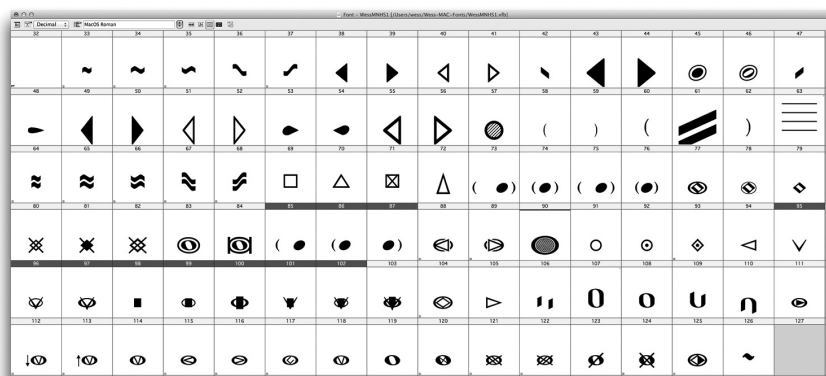 Font – WessMNHS1 [/Users/wess/Wess-MAC-Fonts/WessMNHS1.vfb]
Decimal MacOS Roman
32 33 34 35 36 37 38 39 40 41 42 43 44 45 46 47
48 49 50 51 52 53 54 55 56 57 58 59 60 61 62 63
64 65 66 67 68 69 70 71 72 73 74 75 76 77 78 79
80 81 82 83 84 85 86 87 88 89 90 91 92 93 94 95
96 97 98 99 100 101 102 103 104 105 106 107 108 109 110 111
112 113 114 115 116 117 118 119 120 121 122 123 124 125 126 127